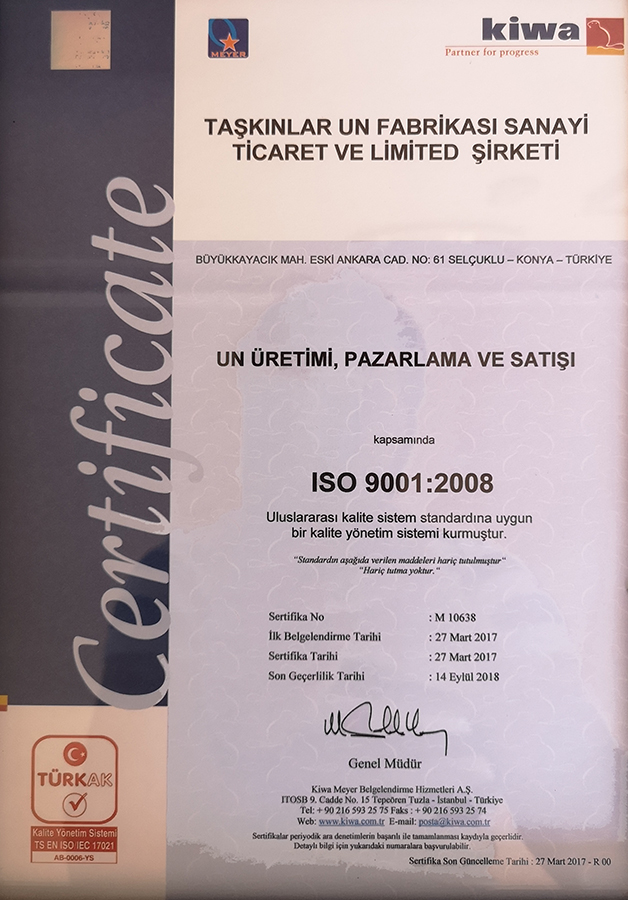 MEYER
kiwa
Partner for progress
TAŞKINLAR UN FABRİKASI SANAYİ
TİCARET VE LİMİTED ŞİRKETİ
Certificate
BÜYÜKKAYACIK MAH. ESKİ ANKARA CAD. NO: 61 SELÇUKLU – KONYA – TÜRKİYE
UN ÜRETİMİ, PAZARLAMA VE SATIŞI
kapsamında
ISO 9001:2008
Uluslararası kalite sistem standardına uygun
bir kalite yönetim sistemi kurmuştur.
"Standardın aşağıda verilen maddeleri hariç tutulmuştur"
"Hariç tutma yoktur."
Sertifika No : M 10638
İlk Belgelendirme Tarihi : 27 Mart 2017
Sertifika Tarihi : 27 Mart 2017
Son Geçerlilik Tarihi : 14 Eylül 2018
Genel Müdür
Kiwa Meyer Belgelendirme Hizmetleri A.Ş.
ITOSB 9. Cadde No. 15 Tepeören Tuzla - İstanbul - Türkiye
Tel: + 90 216 593 25 75 Faks : + 90 216 593 25 74
Web: www.kiwa.com.tr E-mail: posta@kiwa.com.tr
Sertifikalar periyodik ara denetimlerin başarılı ile tamamlanması kaydıyla geçerlidir.
Detaylı bilgi için yukarıdaki numaralara başvurulabilir.
Sertifika Son Güncelleme Tarihi : 27 Mart 2017 - R 00
TÜRKAK
Kalite Yönetim Sistemi
TS EN ISO/IEC 17021
AB-0006-YS